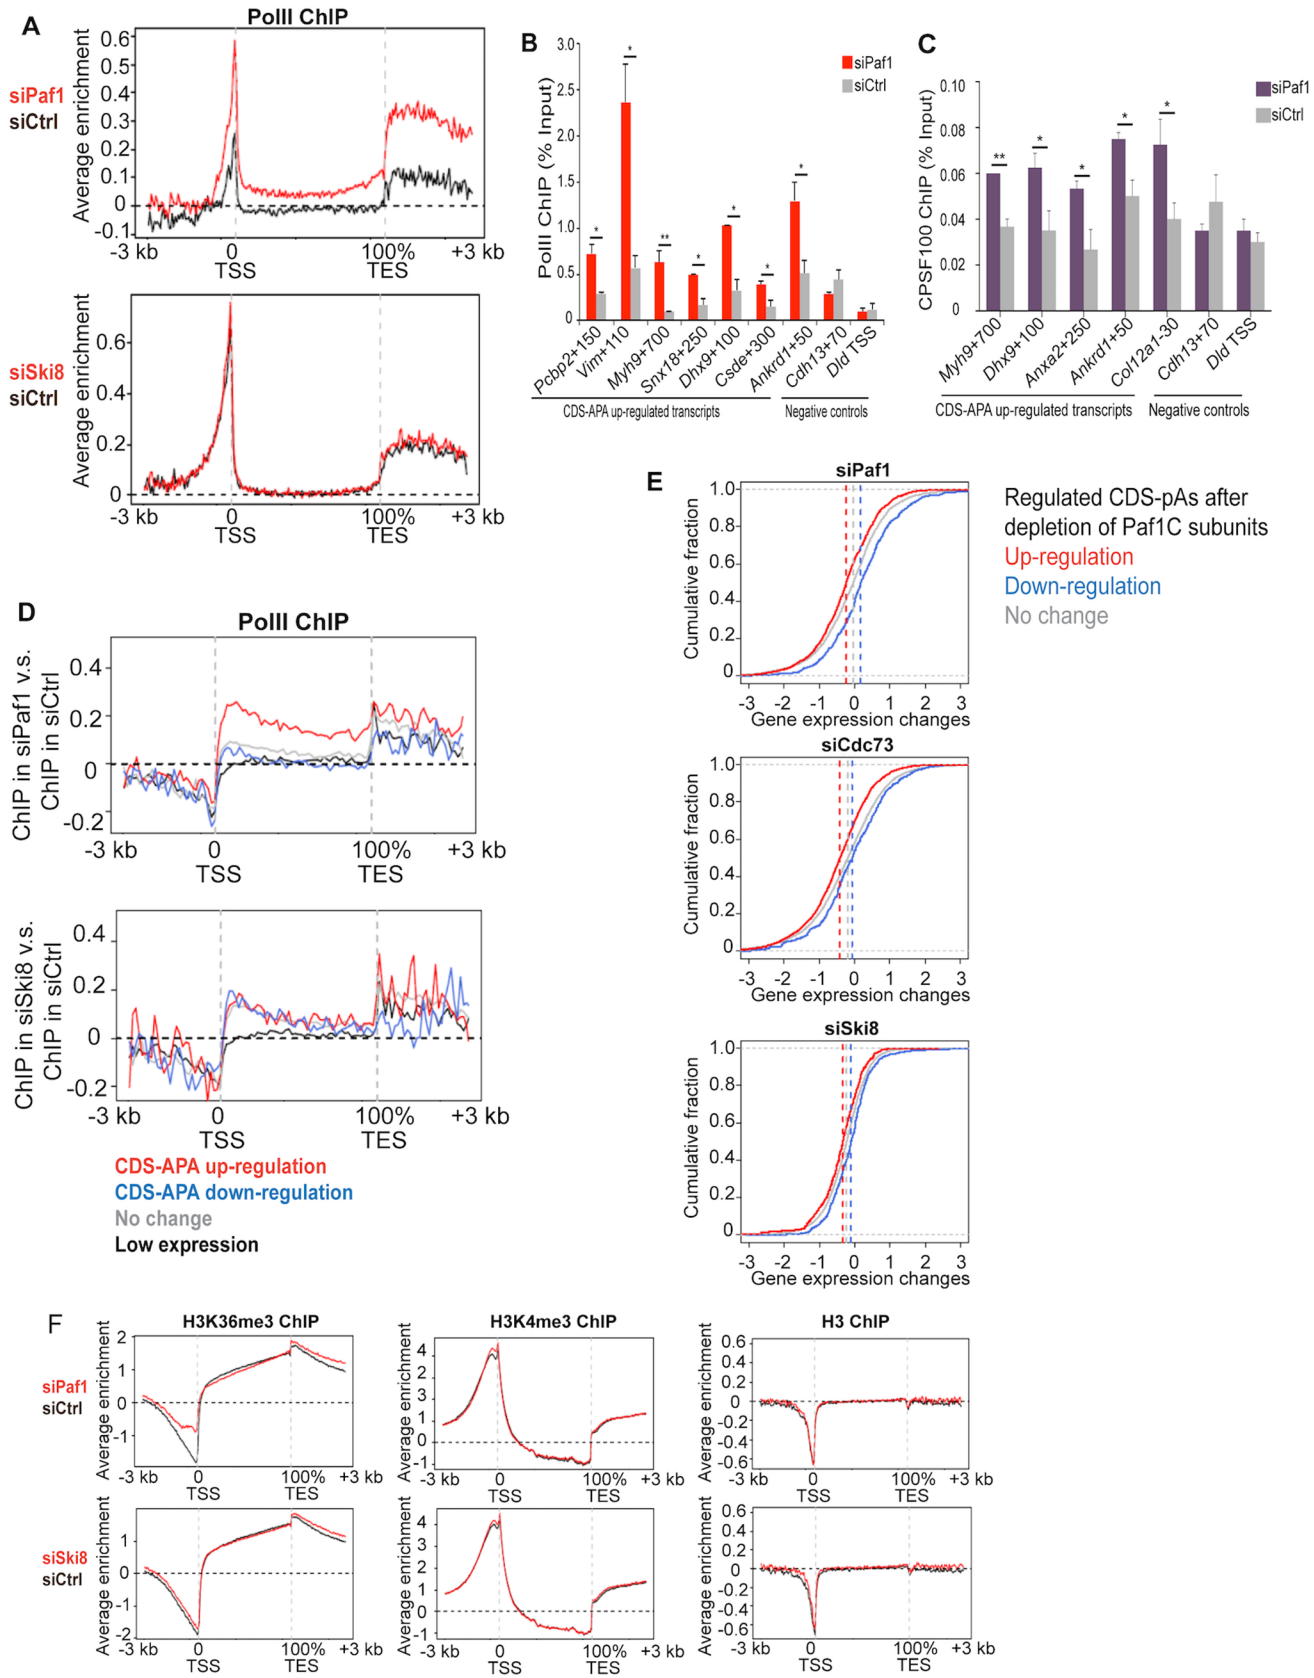 A
PolII ChIP
siPaf1
siCtrl
Average enrichment
0.6
0.5
0.4
0.3
0.2
0.1
0
-0.1
-3 kb 0 100% +3 kb
TSS TES
siSki8
siCtrl
Average enrichment
0.6
0.4
0.2
0
-3 kb 0 100% +3 kb
TSS TES
B
PolII ChIP (% Input)
3.0
2.5
2.0
1.5
1.0
0.5
0
siPaf1
siCtrl
* * ** * * * *
Pcbp2+150
Vim+110
Myh9+700
Snx18+250
Dhx9+100
Csde+300
Ankrd1+50
Cdh13+70
Dld TSS
CDS-APA up-regulated transcripts
Negative controls
C
CPSF100 ChIP (% Input)
0.10
0.08
0.06
0.04
0.02
0
siPaf1
siCtrl
** * * * *
Myh9+700
Dhx9+100
Anxa2+250
Ankrd1+50
Col12a1-30
Cdh13+70
Dld TSS
CDS-APA up-regulated transcripts
Negative controls
D
PolII ChIP
ChIP in siPaf1 v.s.
ChIP in siCtrl
0.4
0.2
0
-0.2
-3 kb 0 100% +3 kb
TSS TES
ChIP in siSki8 v.s.
ChIP in siCtrl
0.4
0.2
0
-0.2
-3 kb 0 100% +3 kb
TSS TES
CDS-APA up-regulation
CDS-APA down-regulation
No change
Low expression
E
siPaf1
Cumulative fraction
1.0
0.8
0.6
0.4
0.2
0
-3 -2 -1 0 1 2 3
Gene expression changes
siCdc73
Cumulative fraction
1.0
0.8
0.6
0.4
0.2
0
-3 -2 -1 0 1 2 3
Gene expression changes
siSki8
Cumulative fraction
1.0
0.8
0.6
0.4
0.2
0
-3 -2 -1 0 1 2 3
Gene expression changes
Regulated CDS-pAs after
depletion of Paf1C subunits
Up-regulation
Down-regulation
No change
F
H3K36me3 ChIP
siPaf1
siCtrl
Average enrichment
2
1
0
-1
-3 kb 0 100% +3 kb
TSS TES
H3K4me3 ChIP
Average enrichment
4
2
2
1
0
-1
-3 kb 0 100% +3 kb
TSS TES
H3 ChIP
Average enrichment
0.6
0.4
0.2
0
-0.2
-0.4
-0.6
-3 kb 0 100% +3 kb
TSS TES
siSki8
siCtrl
Average enrichment
1
0
-1
-2
-3 kb 0 100% +3 kb
TSS TES
Average enrichment
4
2
1
0
-1
-3 kb 0 100% +3 kb
TSS TES
Average enrichment
0.6
0.4
0.2
0
-0.2
-0.4
-0.6
-3 kb 0 100% +3 kb
TSS TES